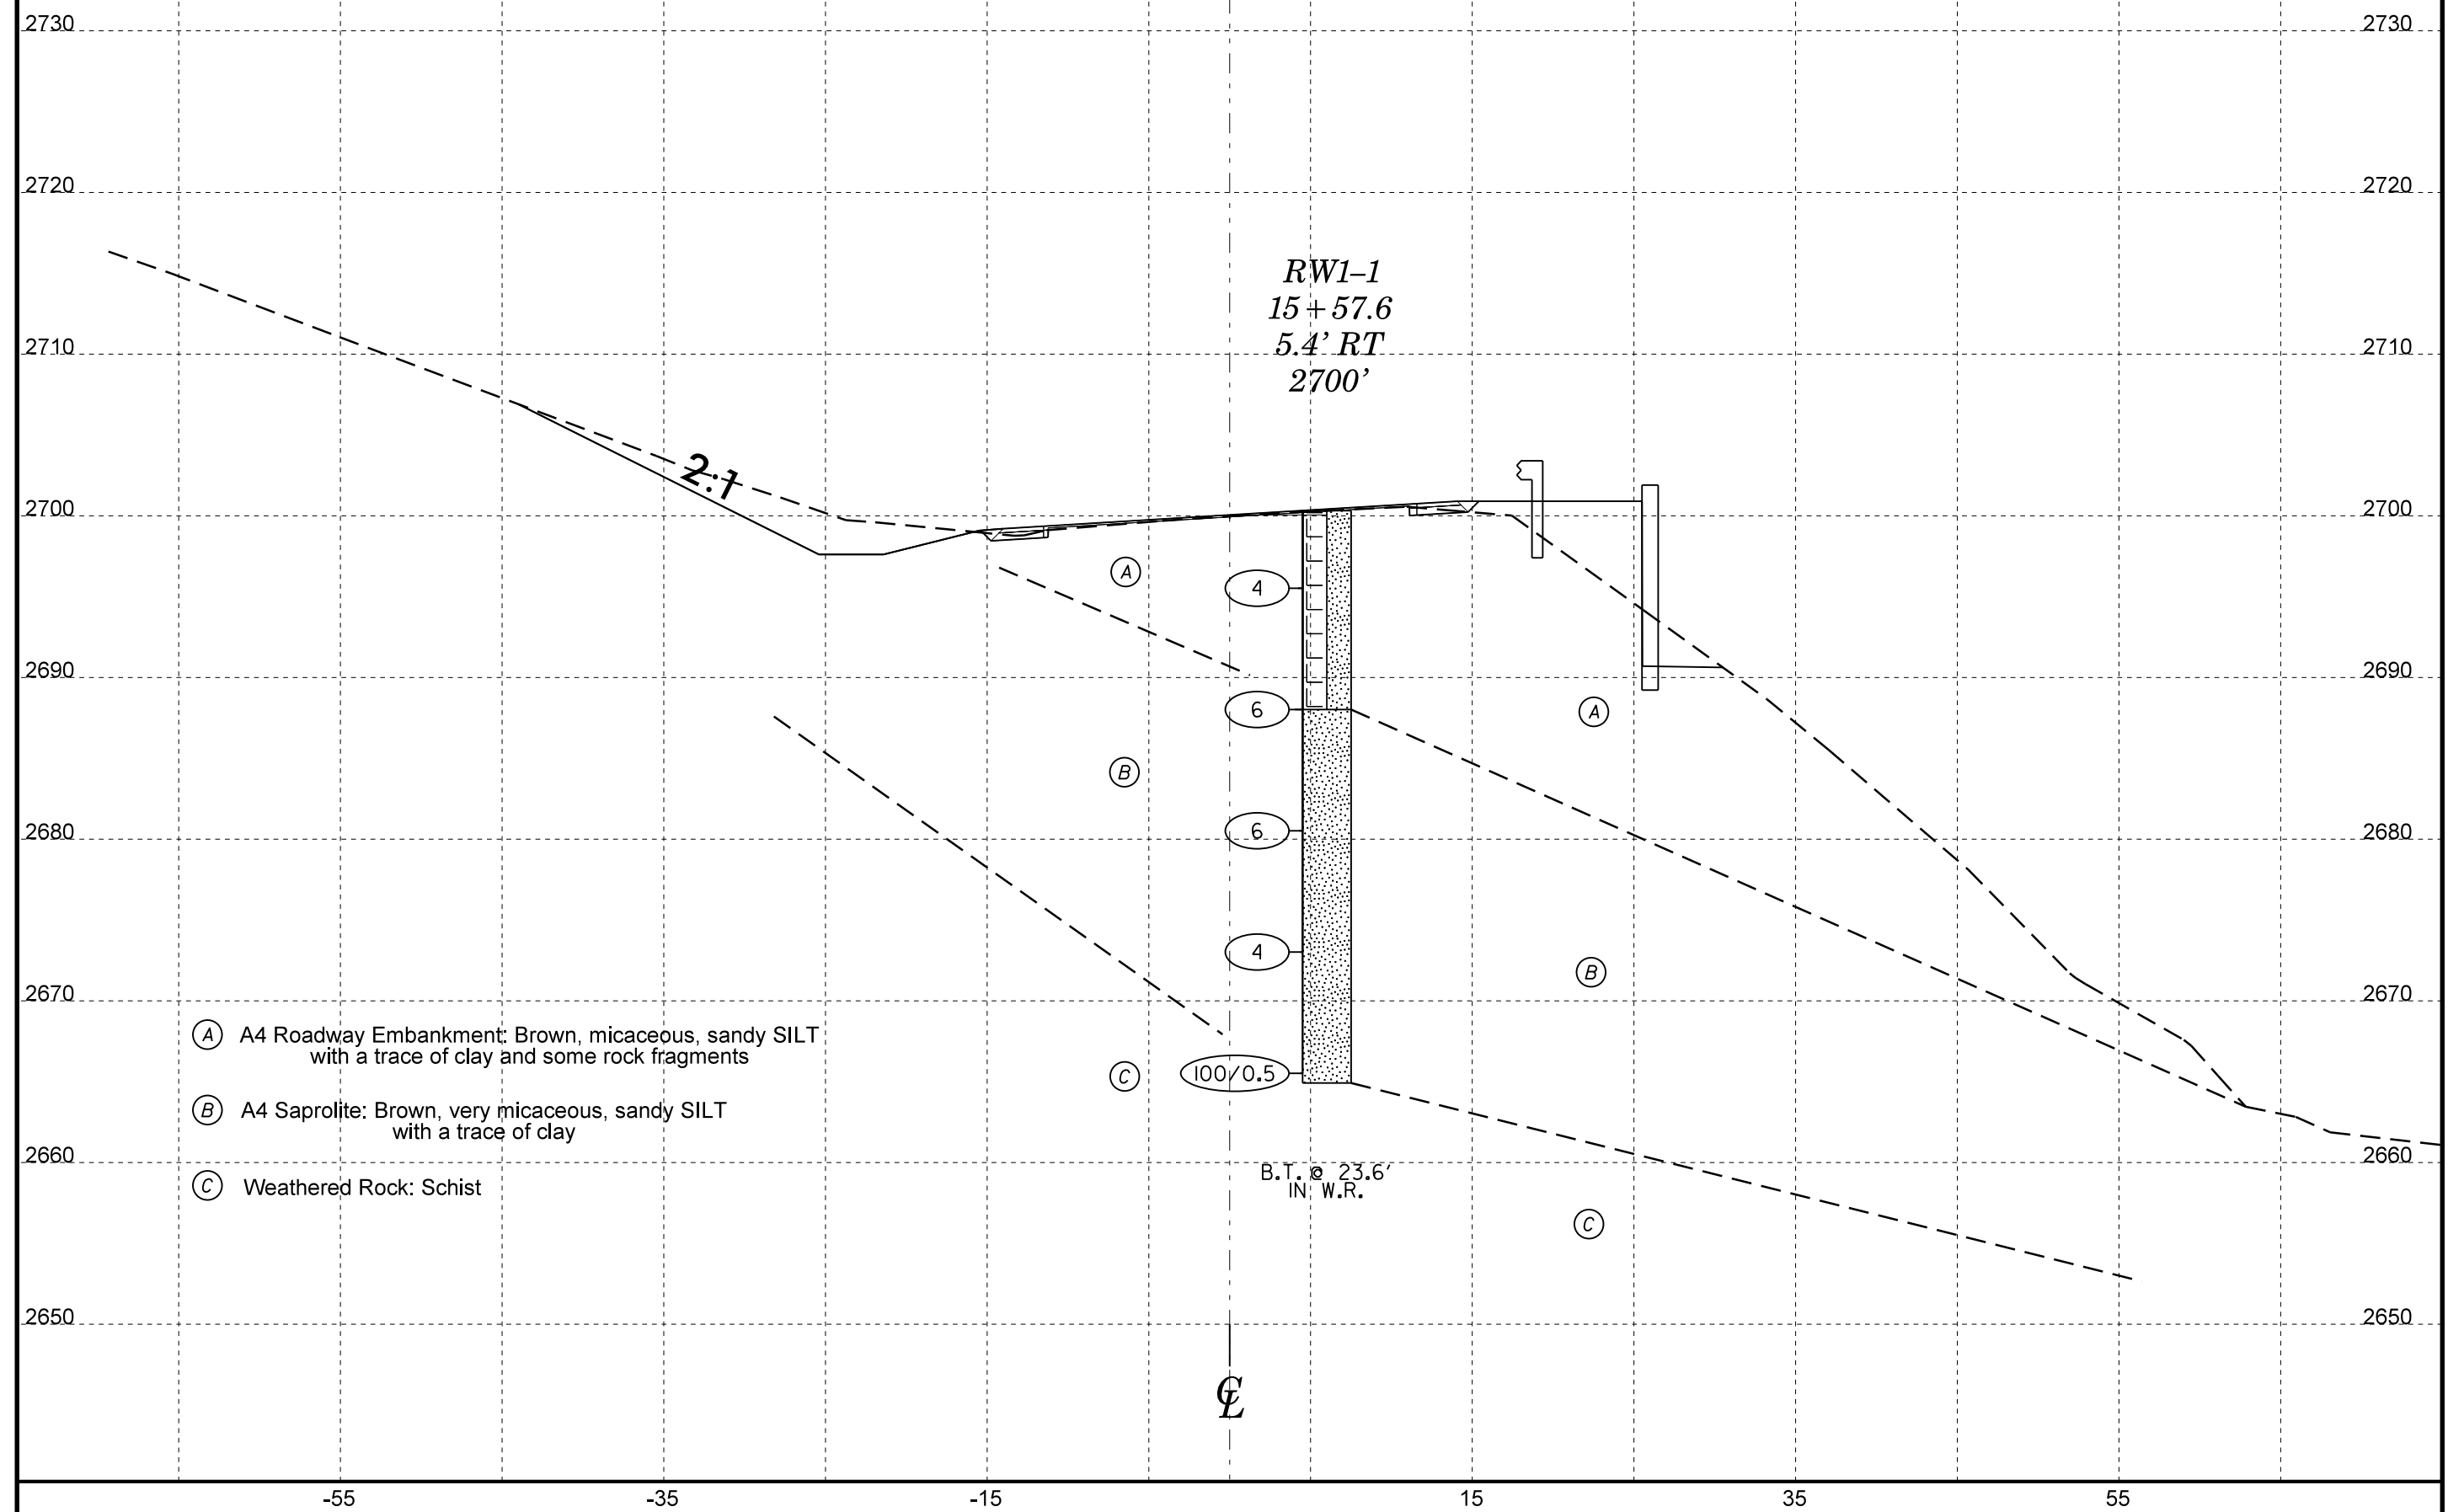 2730 2730
2720 2720
RW1–1
15+57.6
5.4' RT
2700'
2710 2710
2:1
2700 2700
A
4
2690 2690
6
A
B
6
2680 2680
4
B
2670 2670
A A4 Roadway Embankment: Brown, micaceous, sandy SILT
with a trace of clay and some rock fragments
C
100/0.5
B A4 Saprolite: Brown, very micaceous, sandy SILT
with a trace of clay
2660 2660
B.T. @ 23.6'
IN W.R.
C Weathered Rock: Schist
C
2650 2650
℄
-55 -35 -15 15 35 55